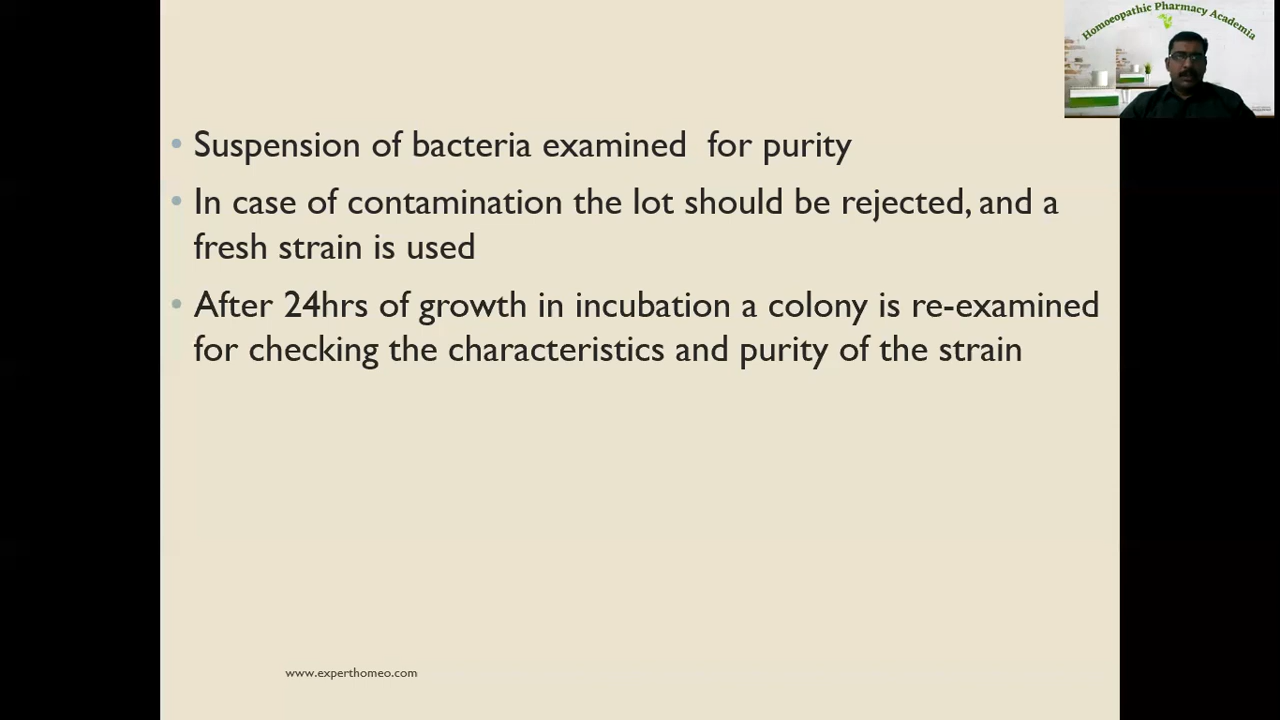 Homoeopathic Pharmacy Academia
• Suspension of bacteria examined  for purity
• In case of contamination the lot should be rejected, and a
fresh strain is used
• After 24hrs of growth in incubation a colony is re-examined
for checking the characteristics and purity of the strain
www.experthomeo.com